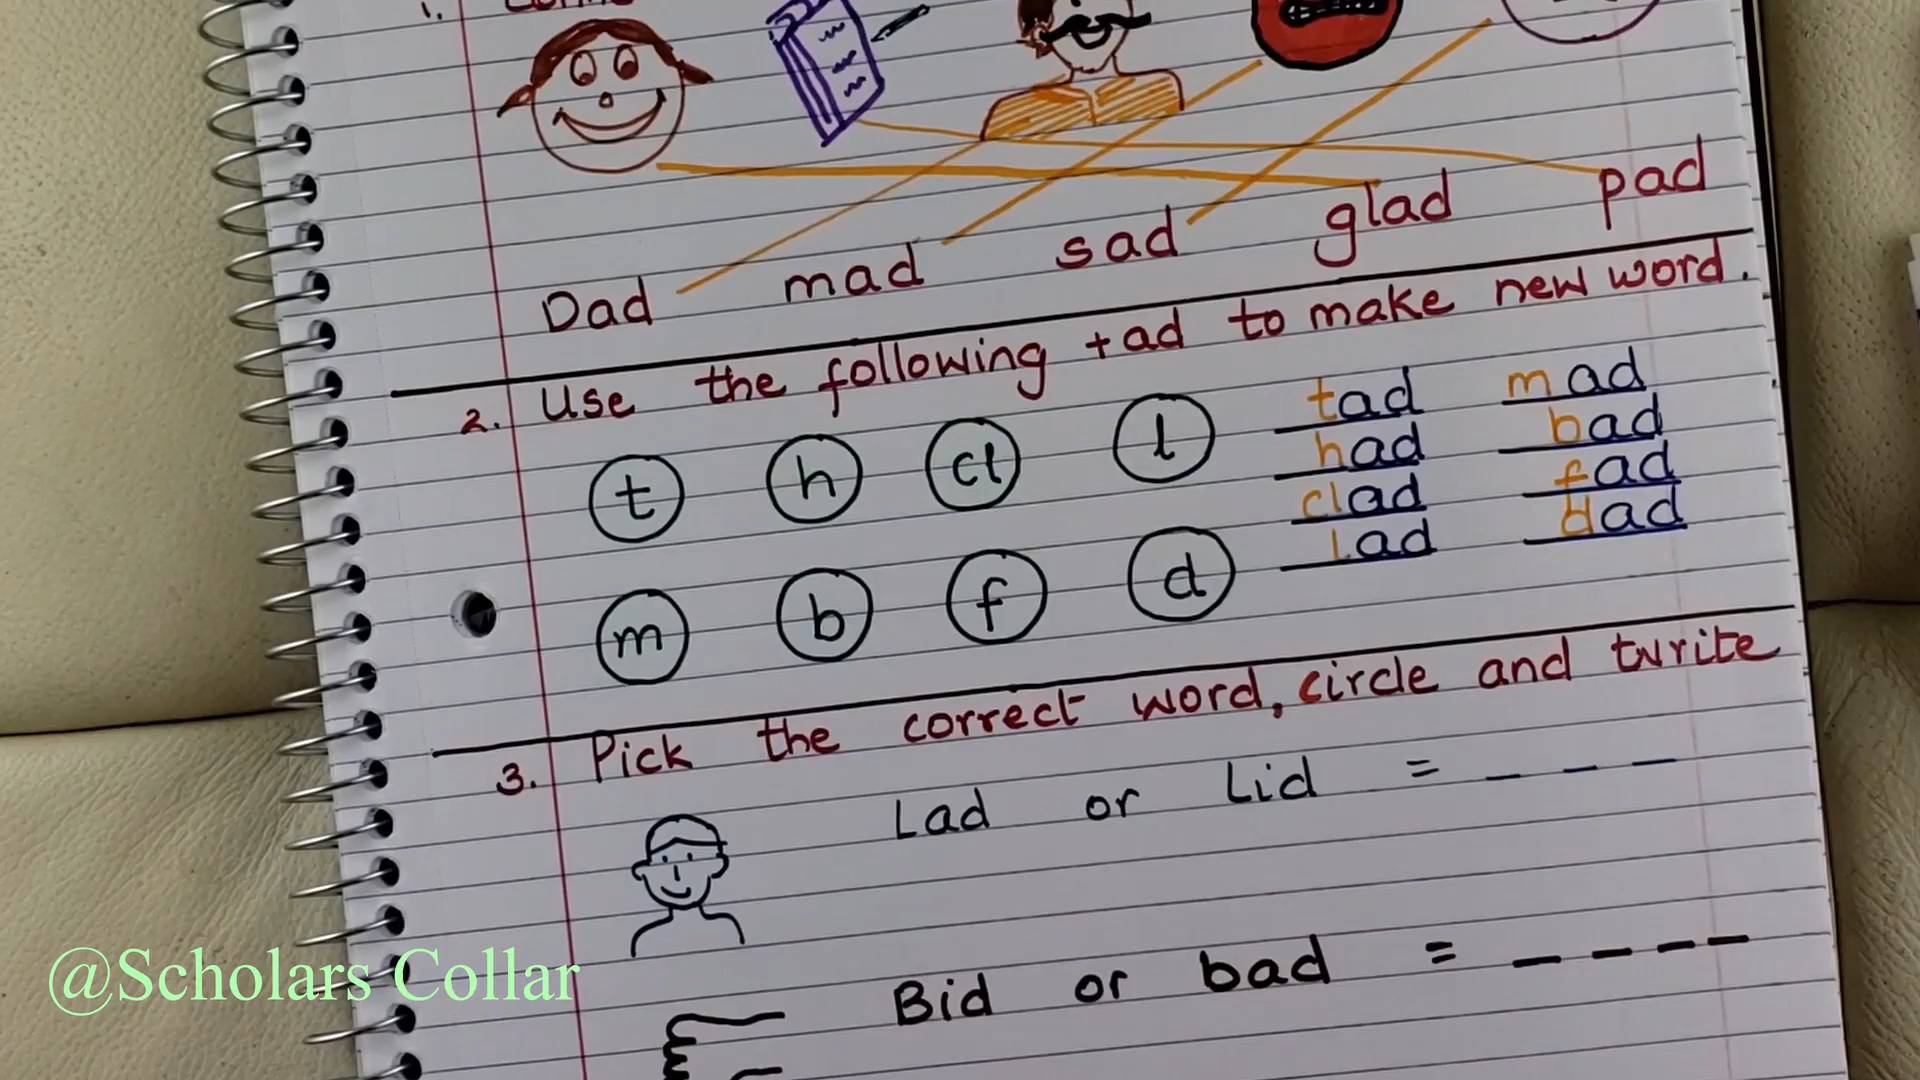 1.
Dad mad sad glad pad
2. Use the following +ad to make new word.
t h cl l
tad mad
had bad
clad fad
lad dad
m b f d
3. Pick the correct word, circle and twrite
Lad or Lid = _ _ _
Bid or bad = _ _ _ _
@Scholars Collar